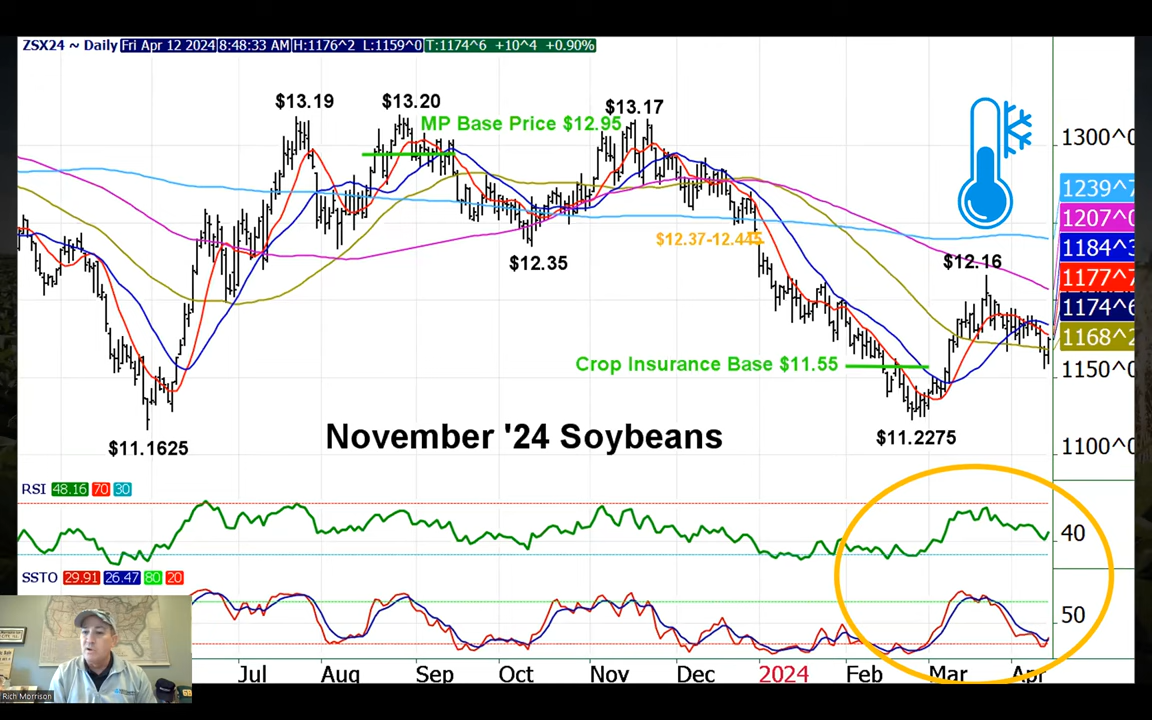 ZSX24 ~ Daily Fri Apr 12 2024 8:48:33 AM H:1176^2 L:1159^0 T:1174^6 +10^4 +0.90%
$13.19 $13.20 $13.17
MP Base Price $12.95
1300^0
1239^7
1207^0
$12.37-12.445
1184^3
$12.35 $12.16
1177^7
1174^6
1168^2
Crop Insurance Base $11.55
1150^0
November '24 Soybeans
$11.1625 $11.2275
1100^0
RSI 48.16 70 30
40
SSTO 29.91 26.47 80 20
50
Jul Aug Sep Oct Nov Dec 2024 Feb Mar Apr
Rich Morrison